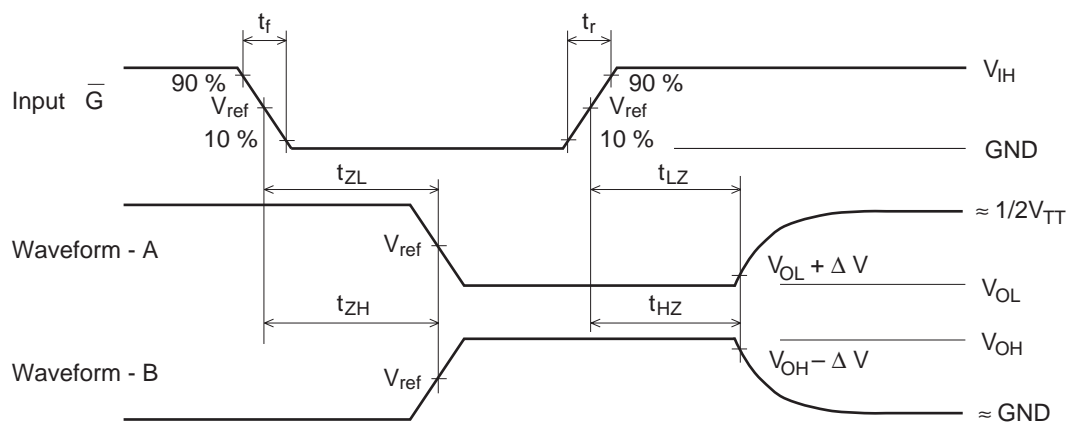 tf tr
90 % 90 % VIH
Input G̅ Vref Vref
10 % 10 % GND
tZL tLZ
≈ 1/2VTT
Waveform - A Vref VOL + Δ V
VOL
tZH tHZ
VOH
Waveform - B Vref VOH – Δ V
≈ GND